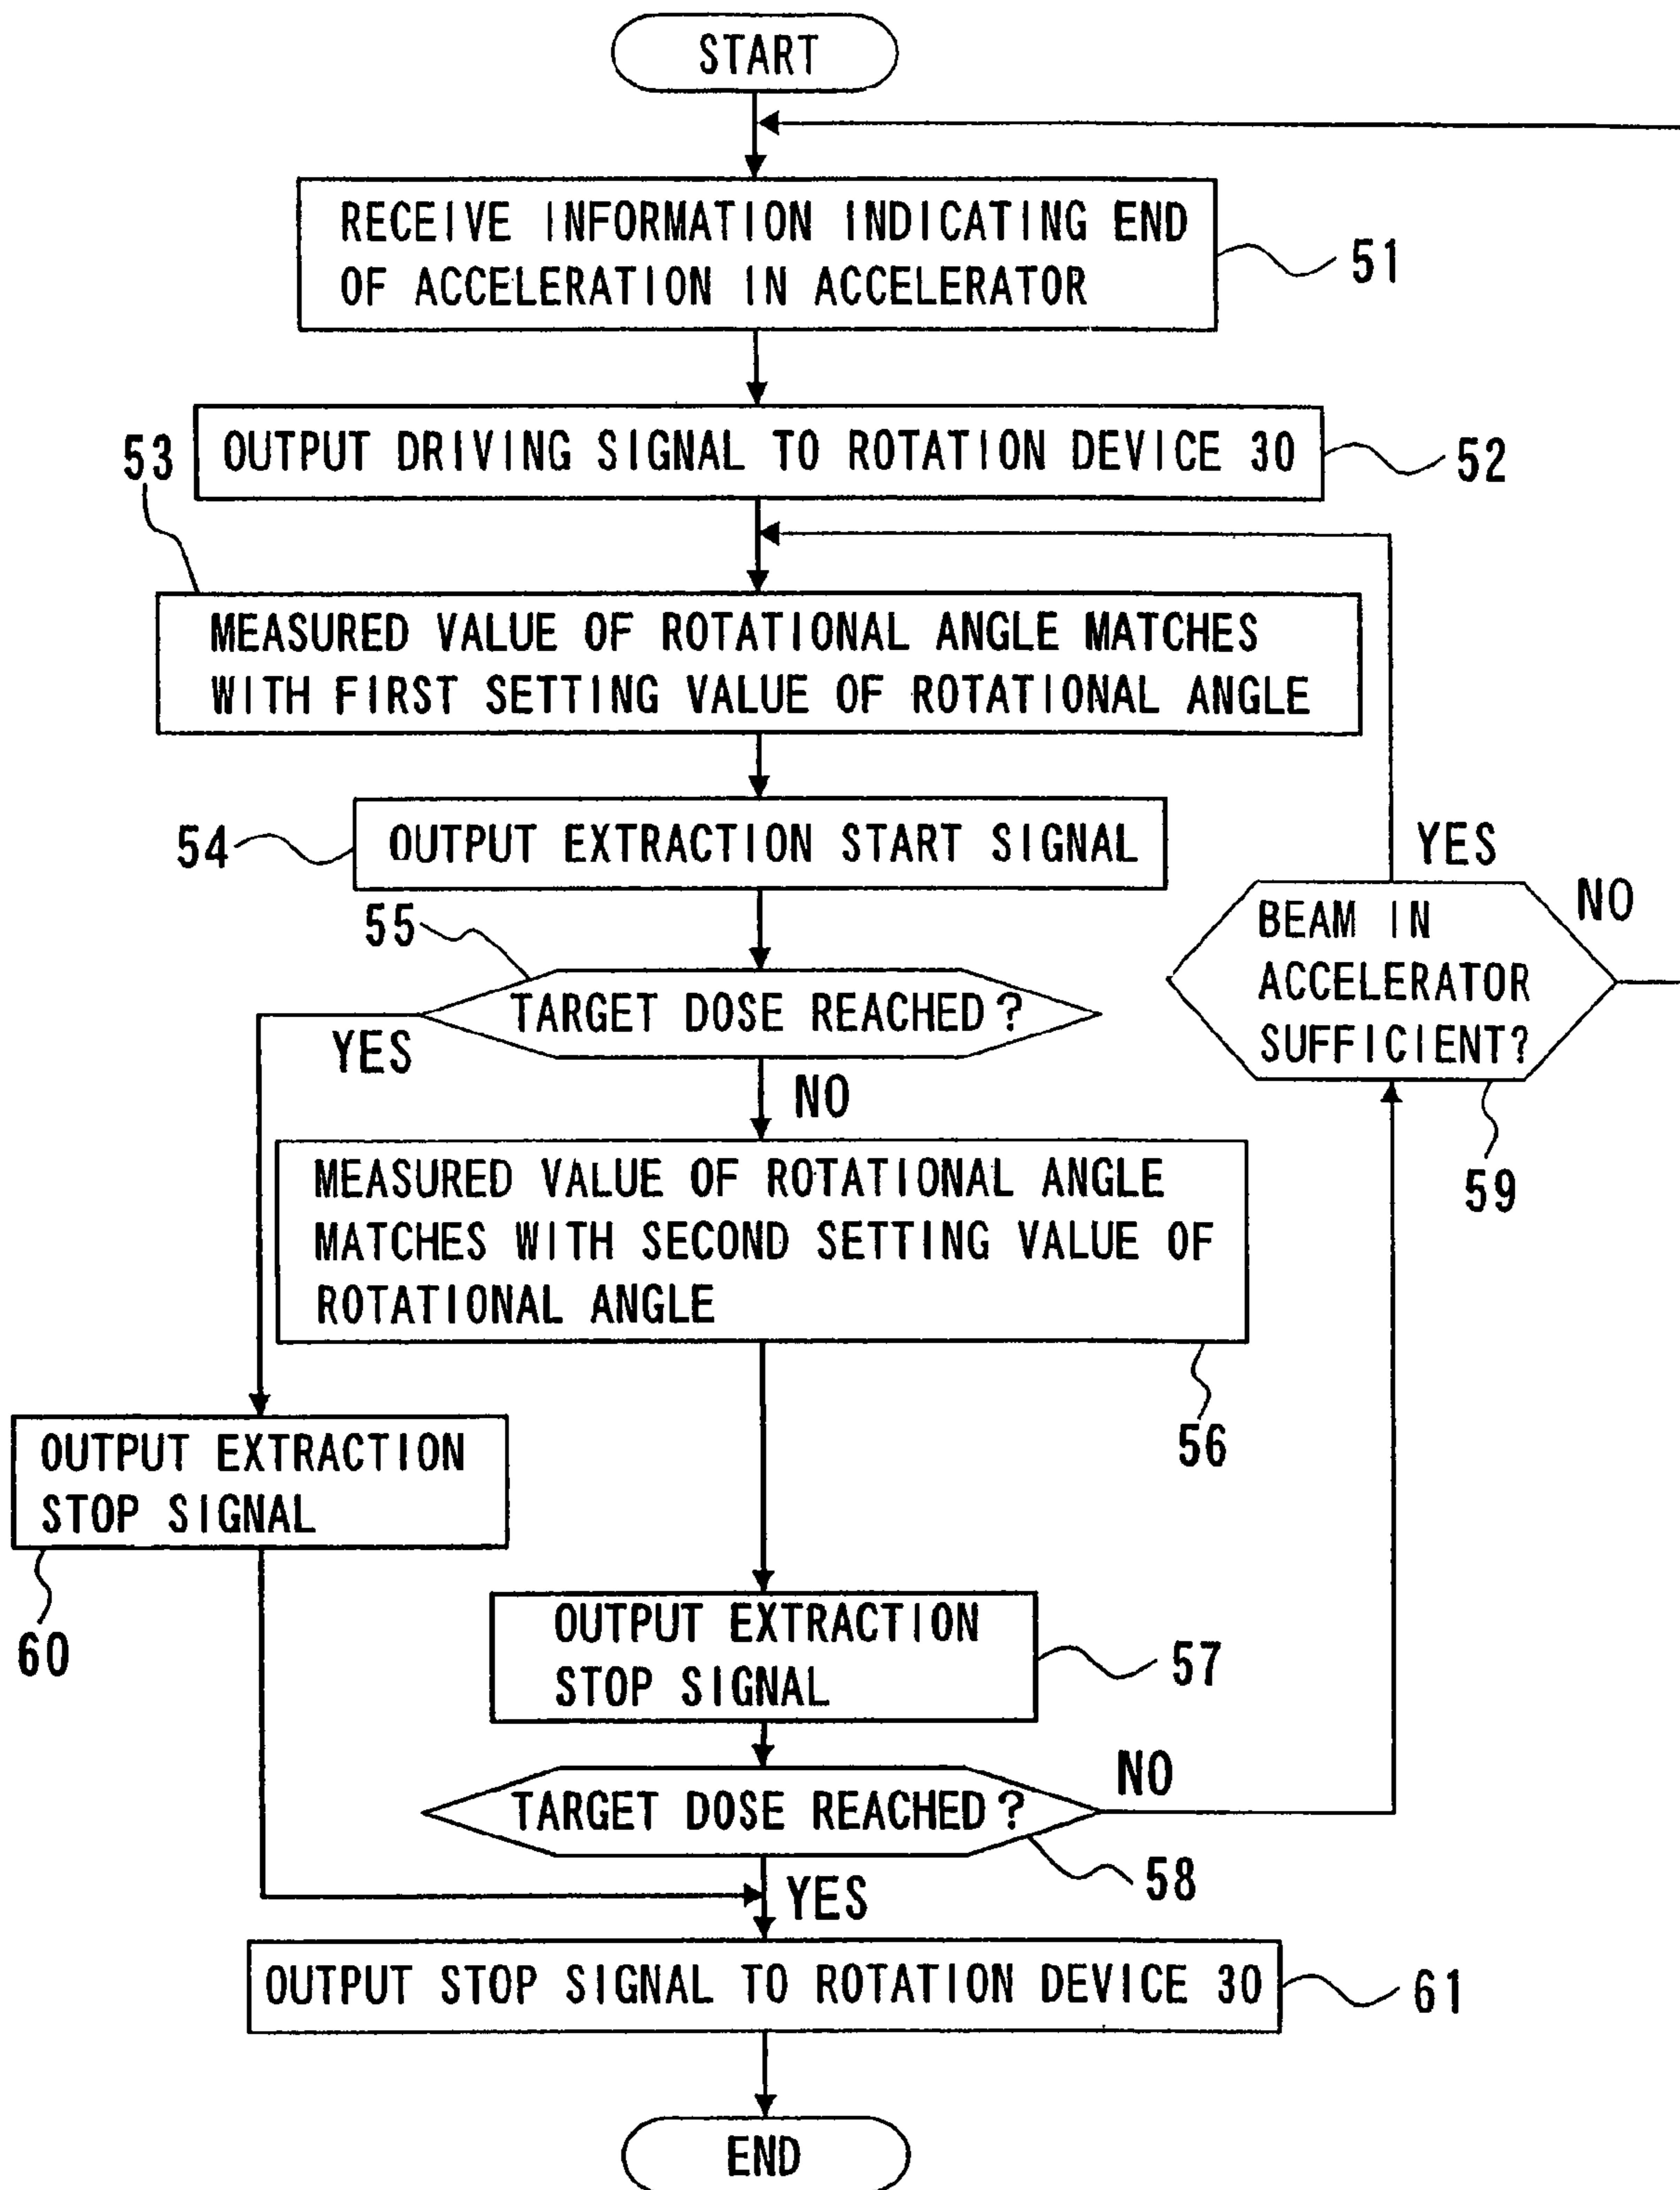 START
RECEIVE INFORMATION INDICATING END
OF ACCELERATION IN ACCELERATOR
51
OUTPUT DRIVING SIGNAL TO ROTATION DEVICE 30
52
53
MEASURED VALUE OF ROTATIONAL ANGLE MATCHES
WITH FIRST SETTING VALUE OF ROTATIONAL ANGLE
OUTPUT EXTRACTION START SIGNAL
54
55
TARGET DOSE REACHED?
YES
NO
YES
NO
BEAM IN
ACCELERATOR
SUFFICIENT?
59
MEASURED VALUE OF ROTATIONAL ANGLE
MATCHES WITH SECOND SETTING VALUE OF
ROTATIONAL ANGLE
56
OUTPUT EXTRACTION
STOP SIGNAL
60
OUTPUT EXTRACTION
STOP SIGNAL
57
TARGET DOSE REACHED?
NO
58
YES
OUTPUT STOP SIGNAL TO ROTATION DEVICE 30
61
END